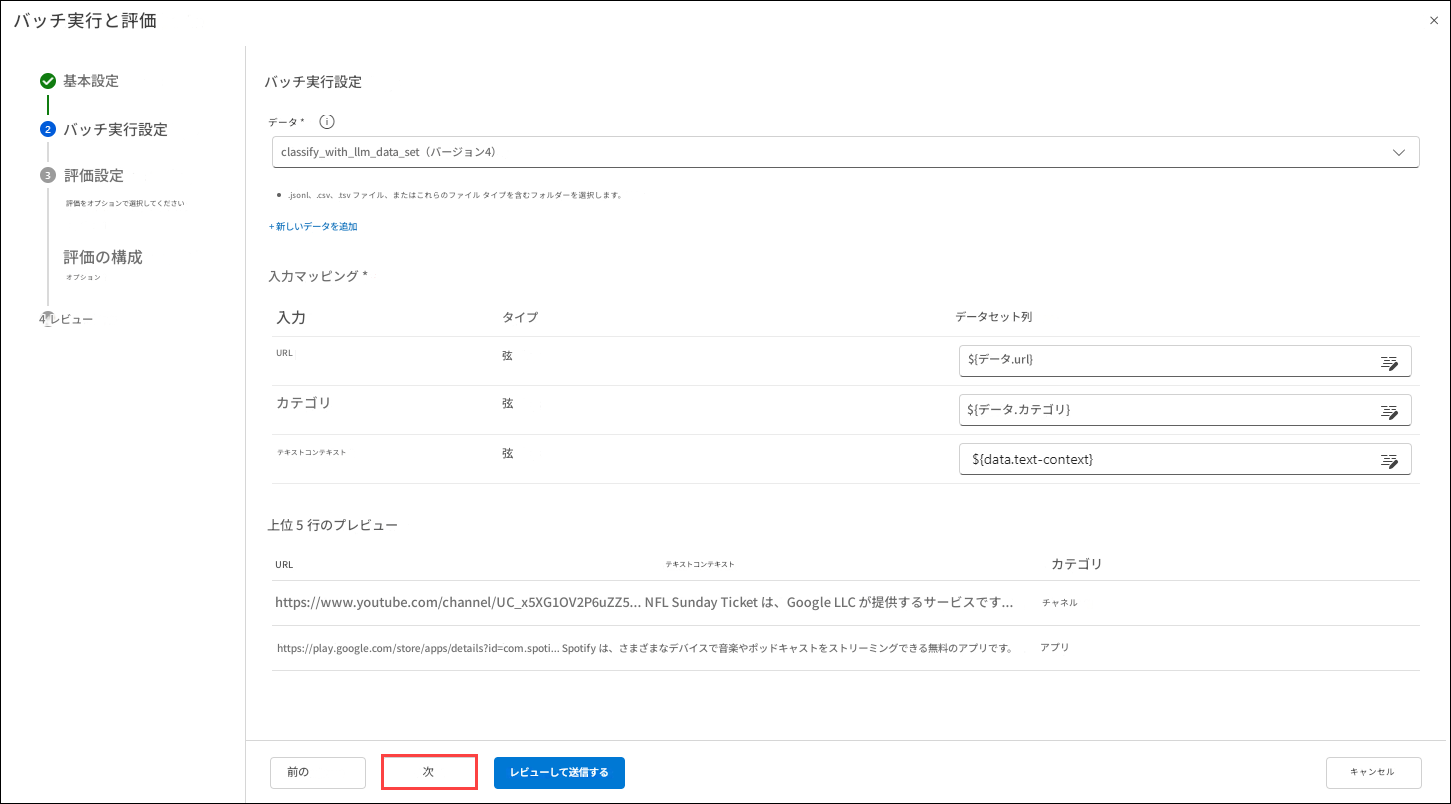 バッチ実行と評価
基本設定
2 バッチ実行設定
3 評価設定
評価をオプションで選択してください
評価の構成
オプション
4 レビュー
バッチ実行設定
データ *
classify_with_llm_data_set（バージョン4）
• .jsonl、.csv、.tsv ファイル、またはこれらのファイル タイプを含むフォルダーを選択します。
+ 新しいデータを追加
入力マッピング *
入力 タイプ データセット列
URL 弦 ${データ.url}
カテゴリ 弦 ${データ.カテゴリ}
テキストコンテキスト 弦 ${data.text-context}
上位 5 行のプレビュー
URL テキストコンテキスト カテゴリ
https://www.youtube.com/channel/UC_x5XG1OV2P6uZZ5... NFL Sunday Ticket は、Google LLC が提供するサービスです... チャネル
https://play.google.com/store/apps/details?id=com.spoti... Spotify は、さまざまなデバイスで音楽やポッドキャストをストリーミングできる無料のアプリです。 アプリ
前の 次 レビューして送信する キャンセル